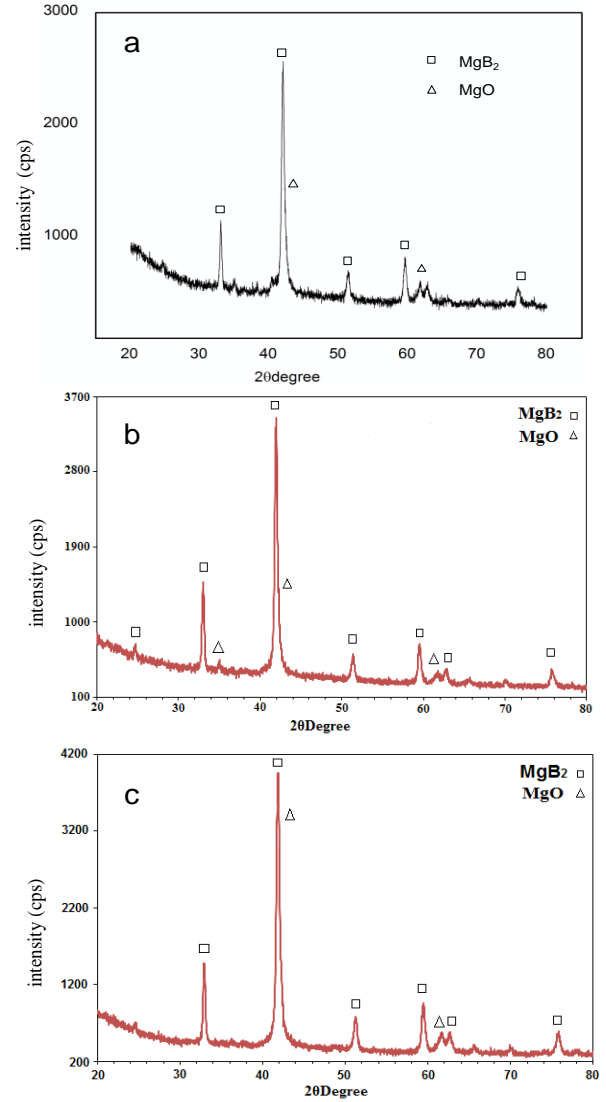 3000
a
□ MgB₂
△ MgO
2000
1000
intensity (cps)
20 30 40 50 60 70 80
2θdegree
3700
b
MgB2 □
MgO △
2800
1900
1000
100
intensity (cps)
20 30 40 50 60 70 80
2θDegree
4200
c
MgB2 □
MgO △
3200
2200
1200
200
intensity (cps)
20 30 40 50 60 70 80
2θDegree